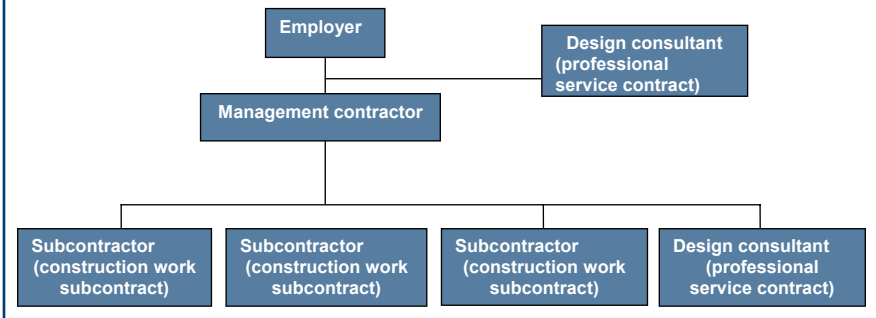 Employer
Design consultant
(professional
service contract)
Management contractor
Subcontractor
(construction work
subcontract)
Subcontractor
(construction work
subcontract)
Subcontractor
(construction work
subcontract)
Design consultant
(professional
service contract)